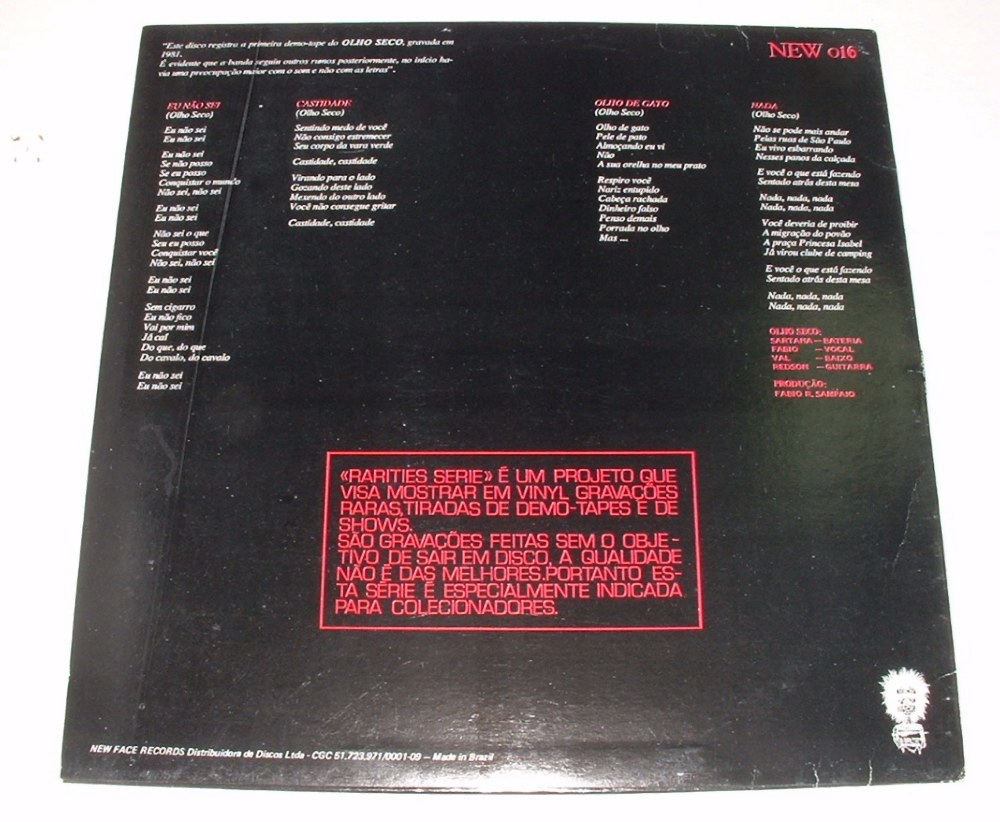 "Este disco registra a primeira demo-tape do OLHO SECO, gravada em
1981.
É evidente que a banda seguiu outros rumos posteriormente, no início ha-
via uma preocupação maior com o som e não com as letras".
NEW 016
EU NÃO SEI
(Olho Seco)
Eu não sei
Eu não sei
Eu não sei
Se não posso
Se eu posso
Conquistar o mundo
Não sei, não sei
Eu não sei
Eu não sei
Não sei o que
Seu eu posso
Conquistar você
Não sei, não sei
Eu não sei
Eu não sei
Sem cigarro
Eu não fico
Vai por mim
Já caí
Do que, do que
Do cavalo, do cavalo
Eu não sei
Eu não sei
CASTIDADE
(Olho Seco)
Sentindo medo de você
Não consigo estremecer
Seu corpo da vara verde
Castidade, castidade
Virando para o lado
Gozando deste lado
Mexendo do outro lado
Você não consegue gritar
Castidade, castidade
OLHO DE GATO
(Olho Seco)
Olho de gato
Pele de pato
Almoçando eu vi
Não
A sua orelha no meu prato
Respiro você
Nariz entupido
Cabeça rachada
Dinheiro falso
Penso demais
Porrada no olho
Mas ...
NADA
(Olho Seco)
Não se pode mais andar
Pelas ruas de São Paulo
Eu vivo esbarrando
Nesses panos da calçada
E você o que está fazendo
Sentado atrás desta mesa
Nada, nada, nada
Nada, nada, nada
Você deveria de proibir
A migração do povão
A praça Princesa Isabel
Já virou clube de camping
E você o que está fazendo
Sentado atrás desta mesa
Nada, nada, nada
Nada, nada, nada
OLHO SECO:
SARTANA — BATERIA
FABIO — VOCAL
VAL — BAIXO
REDSON — GUITARRA
PRODUÇÃO:
FABIO R. SAMPAIO
«RARITIES SERIE» É UM PROJETO QUE
VISA MOSTRAR EM VINYL GRAVAÇÕES
RARAS,TIRADAS DE DEMO-TAPES E DE
SHOWS.
SÃO GRAVAÇÕES FEITAS SEM O OBJE-
TIVO DE SAIR EM DISCO, A QUALIDADE
NÃO É DAS MELHORES.PORTANTO ES-
TA SÉRIE É ESPECIALMENTE INDICADA
PARA COLECIONADORES.
NEW FACE RECORDS Distribuidora de Discos Ltda - CGC 51.723.971/0001-09 — Made in Brazil